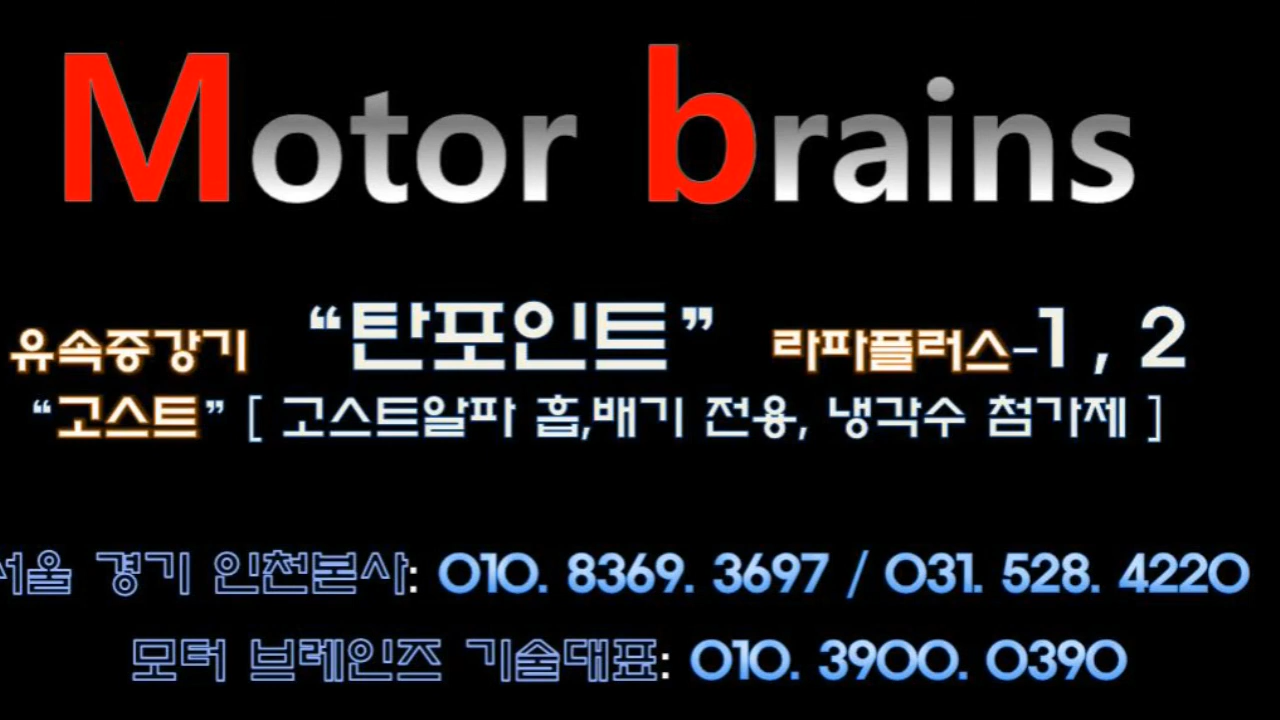 Motor brains
유속증강기 “탄포인트” 라파플러스-1 , 2
“고스트” [ 고스트알파 흡,배기 전용, 냉각수 첨가제 ]
서울 경기 인천본사: 010. 8369. 3697 / 031. 528. 4220
모터 브레인즈 기술대표: 010. 3900. 0390